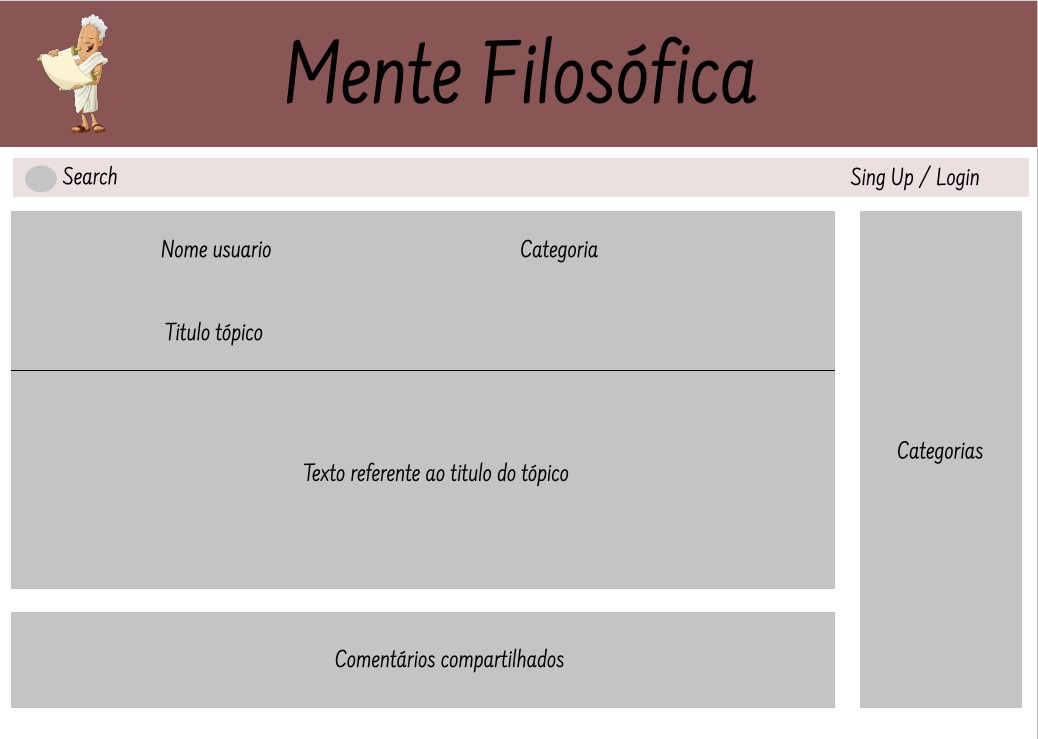 Mente Filosófica
Search
Sing Up / Login
Nome usuario
Categoria
Titulo tópico
Texto referente ao titulo do tópico
Categorias
Comentários compartilhados